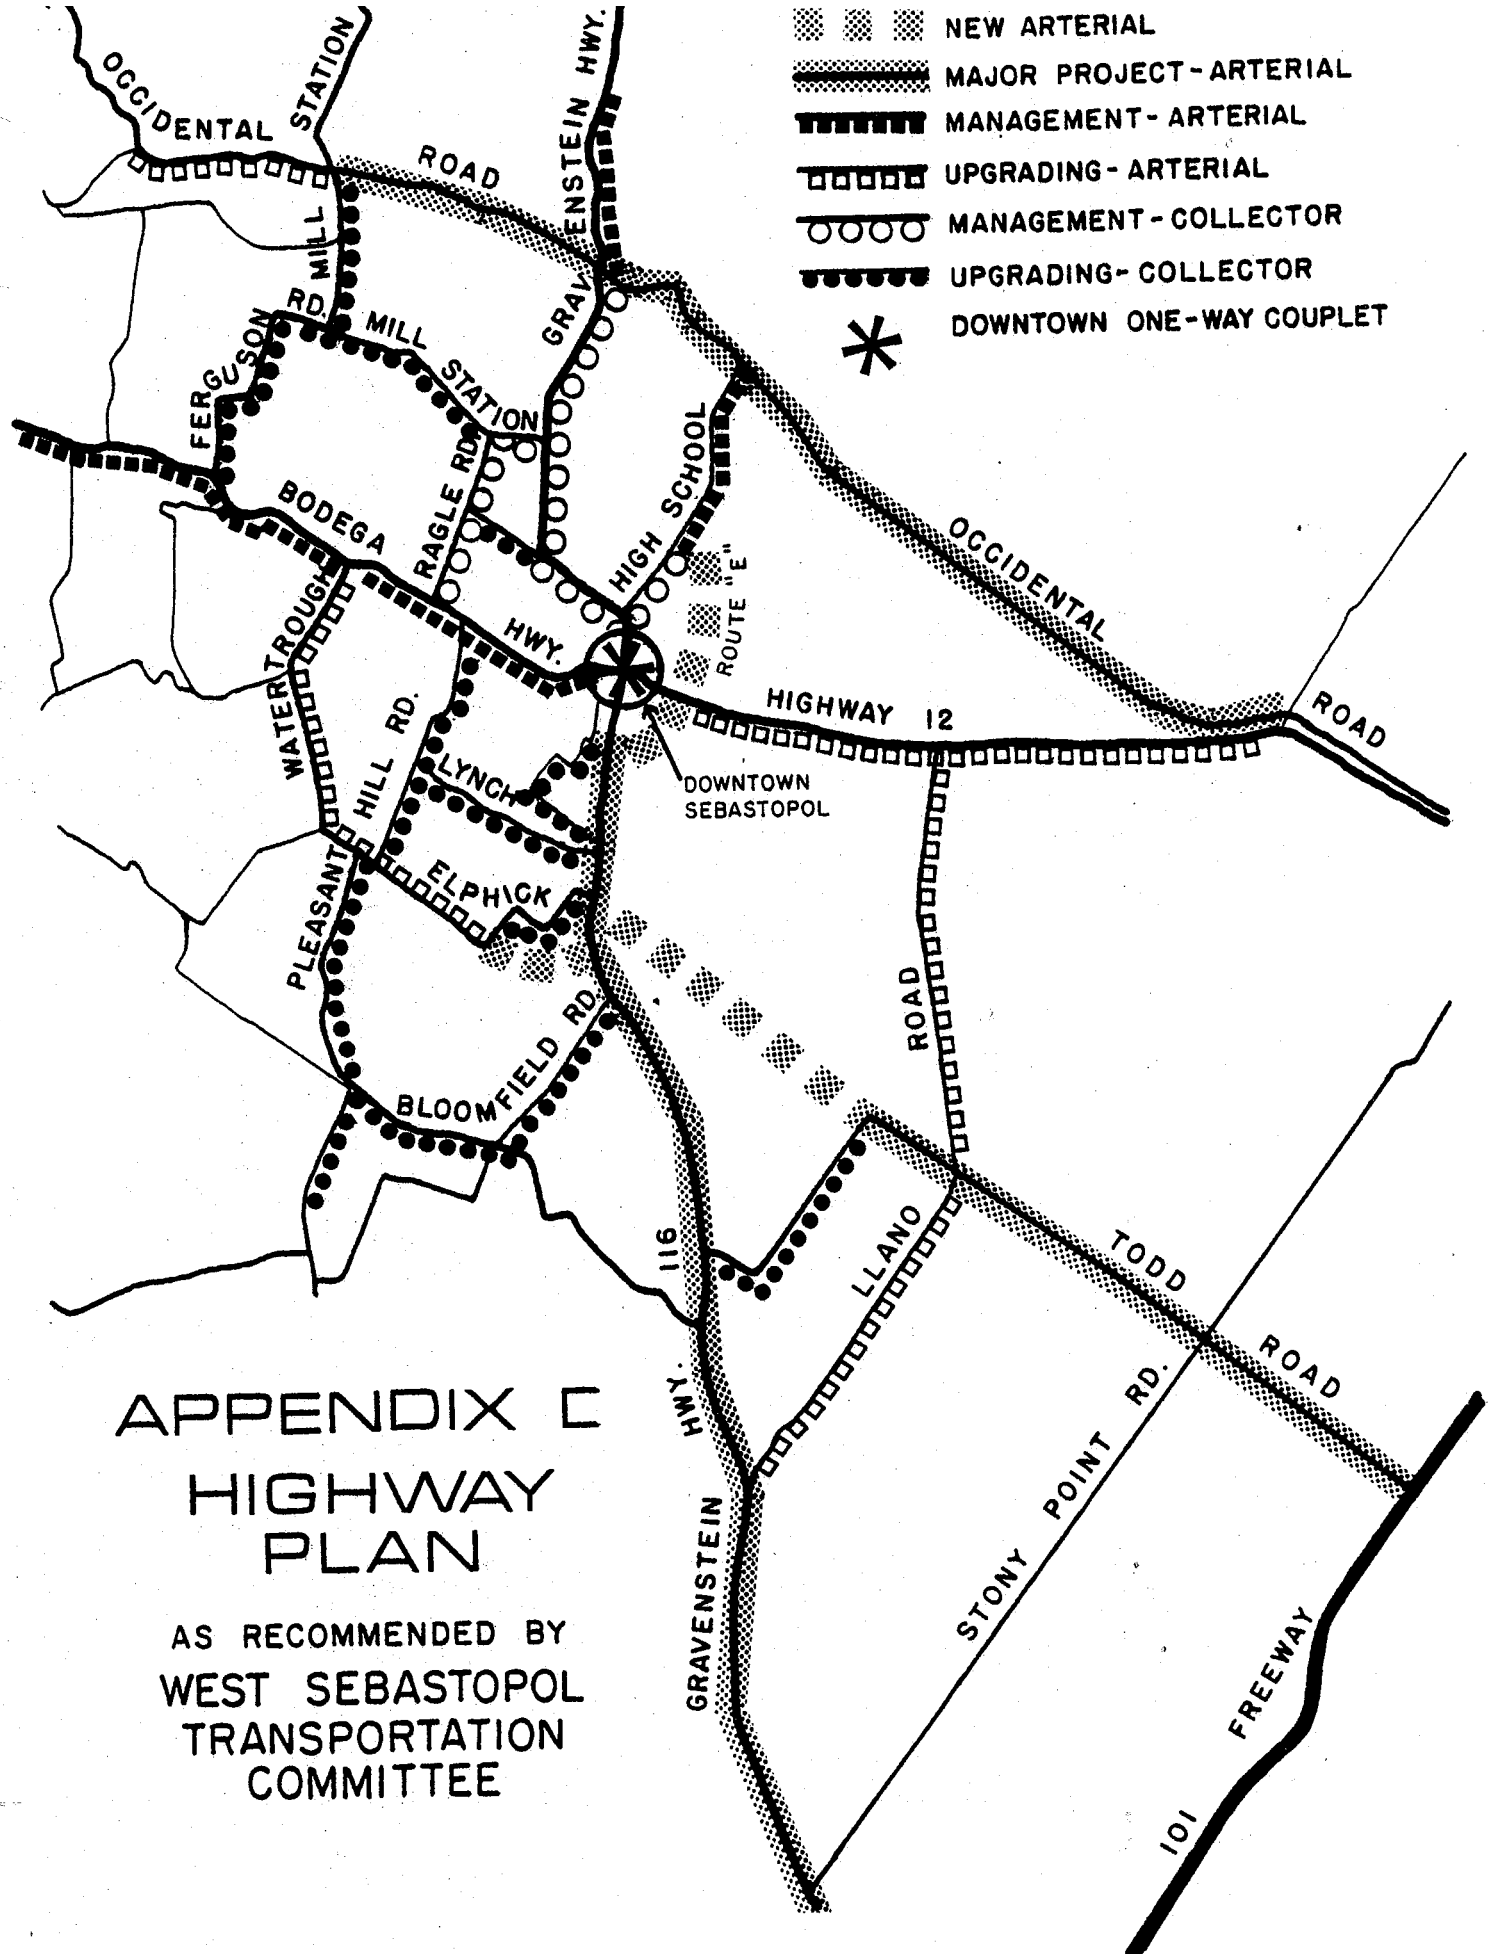 NEW ARTERIAL
MAJOR PROJECT-ARTERIAL
MANAGEMENT-ARTERIAL
UPGRADING-ARTERIAL
MANAGEMENT-COLLECTOR
UPGRADING-COLLECTOR
DOWNTOWN ONE-WAY COUPLET
OCCIDENTAL
ROAD
STATION
MILL
GRAVENSTEIN HWY.
FERGUSON
RD.
MILL
STATION
RAGLE RD.
HIGH SCHOOL
BODEGA
HWY.
ROUTE "E"
OCCIDENTAL
ROAD
HIGHWAY 12
WATER TROUGH
DOWNTOWN
SEBASTOPOL
PLEASANT
HILL RD.
LYNCH
ELPHICK
BLOOMFIELD RD.
LLANO
ROAD
TODD
ROAD
STONY POINT RD.
GRAVENSTEIN
HWY.
116
101
FREEWAY
APPENDIX C
HIGHWAY
PLAN
AS RECOMMENDED BY
WEST SEBASTOPOL
TRANSPORTATION
COMMITTEE